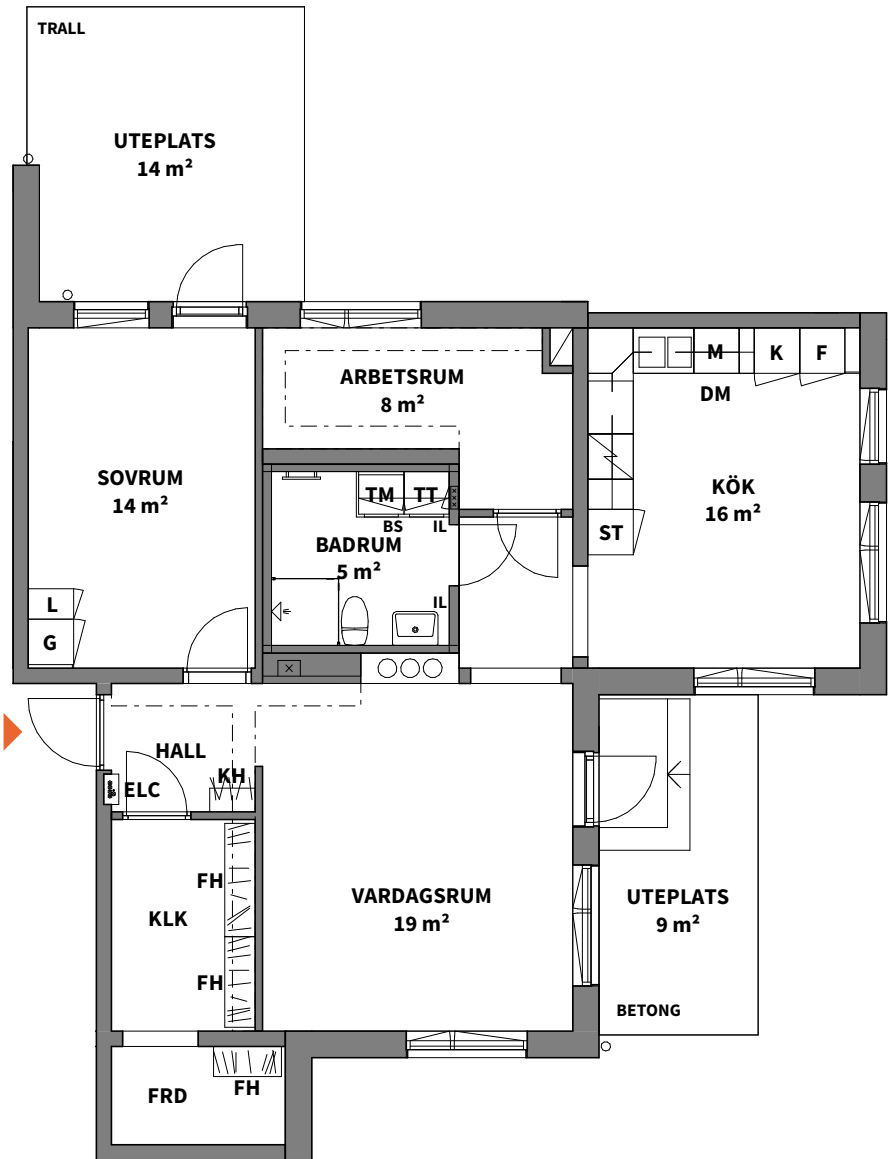 TRALL
UTEPLATS
14 m²
ARBETSRUM
8 m²
M
K
F
DM
SOVRUM
14 m²
KÖK
16 m²
TM
TT
BS
IL
ST
BADRUM
5 m²
IL
L
G
HALL
KH
ELC
FH
VARDAGSRUM
19 m²
UTEPLATS
9 m²
KLK
FH
BETONG
FRD
FH